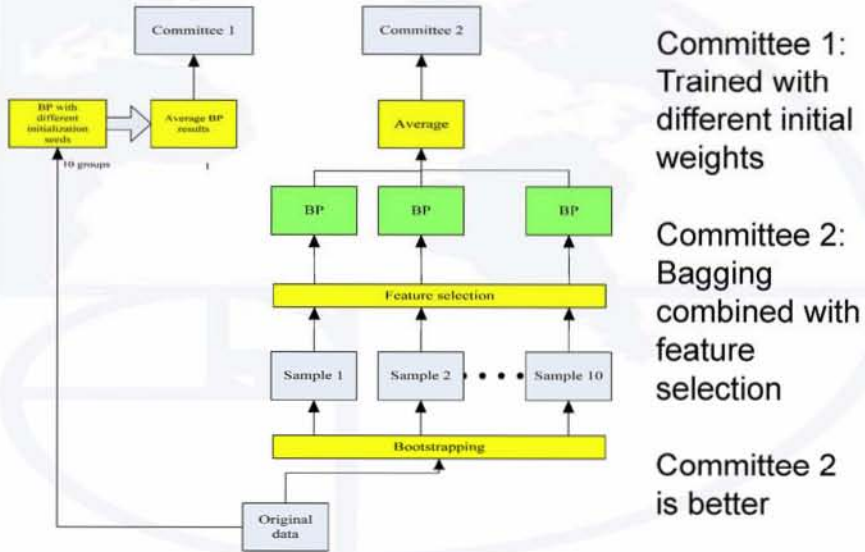 Committee 1
Committee 2
BP with
different
initialization
seeds
Average BP
results
Average
10 groups
1
BP
BP
BP
Feature selection
Sample 1
Sample 2
Sample 10
Bootstrapping
Original
data
Committee 1:
Trained with
different initial
weights
Committee 2:
Bagging
combined with
feature
selection
Committee 2
is better